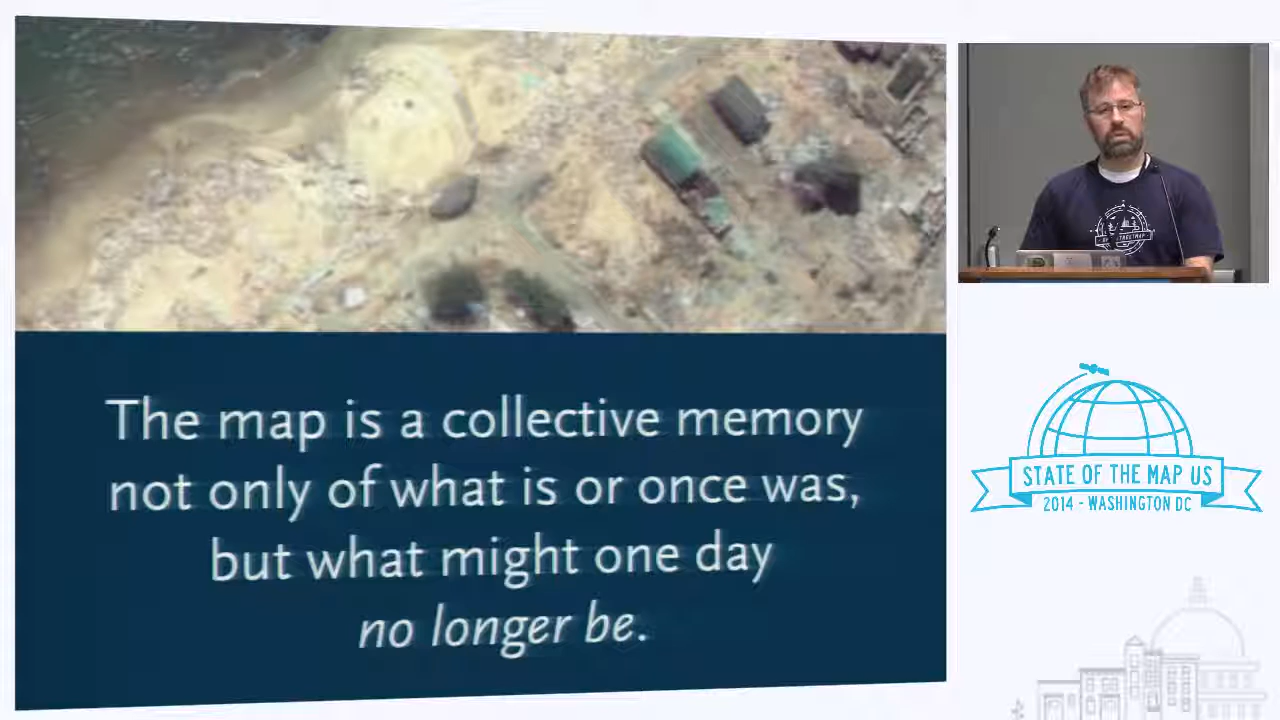 The map is a collective memory
not only of what is or once was,
but what might one day
no longer be.
STATE OF THE MAP US
2014 - WASHINGTON DC